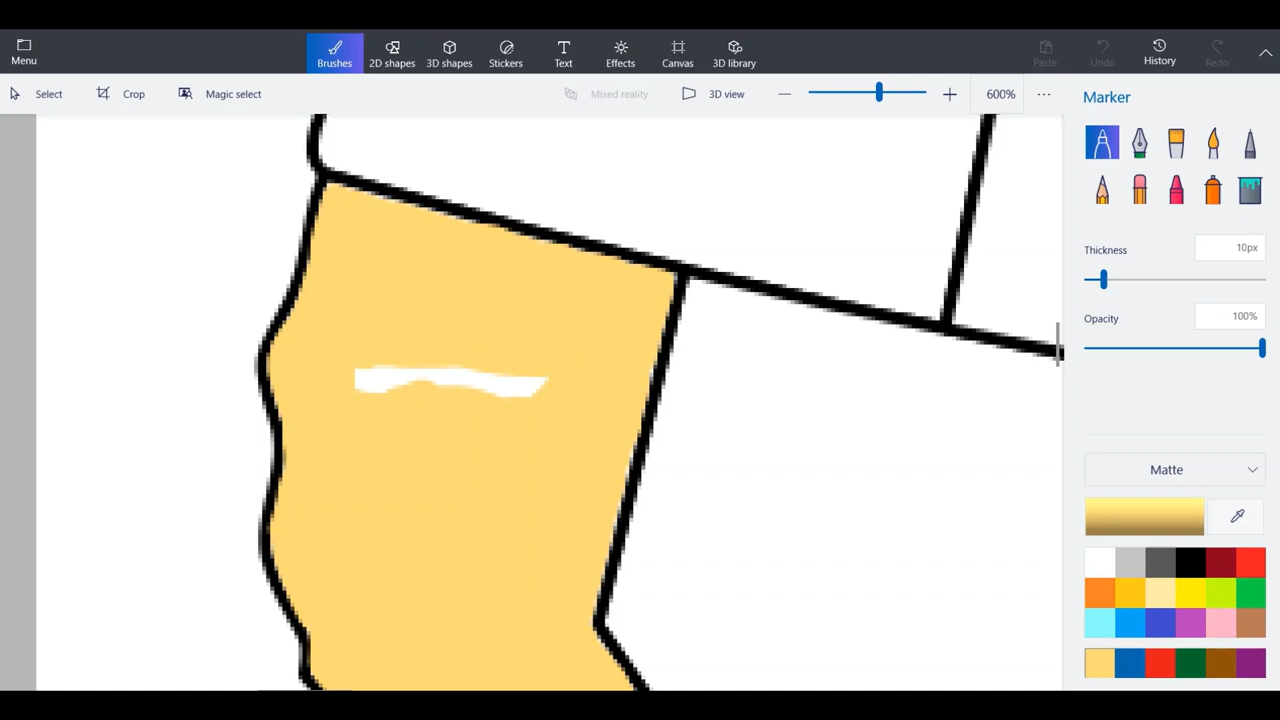 Menu
Brushes
2D shapes
3D shapes
Stickers
Text
Effects
Canvas
3D library
Paste
Undo
History
Redo
Select
Crop
Magic select
Mixed reality
3D view
600%
Marker
Thickness
10px
Opacity
100%
Matte